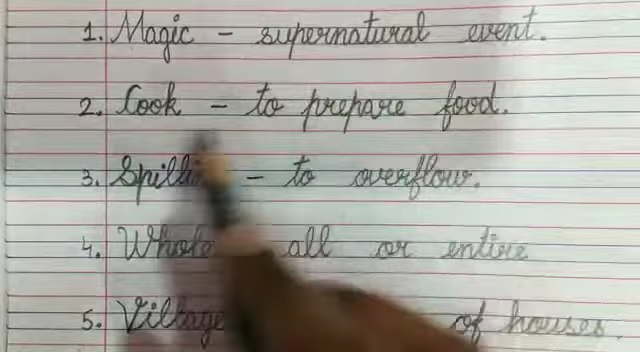 1. Magic - supernatural event.
2. Cook - to prepare food.
3. - to overflow.
4. Whole all or entire
5. Village of houses.